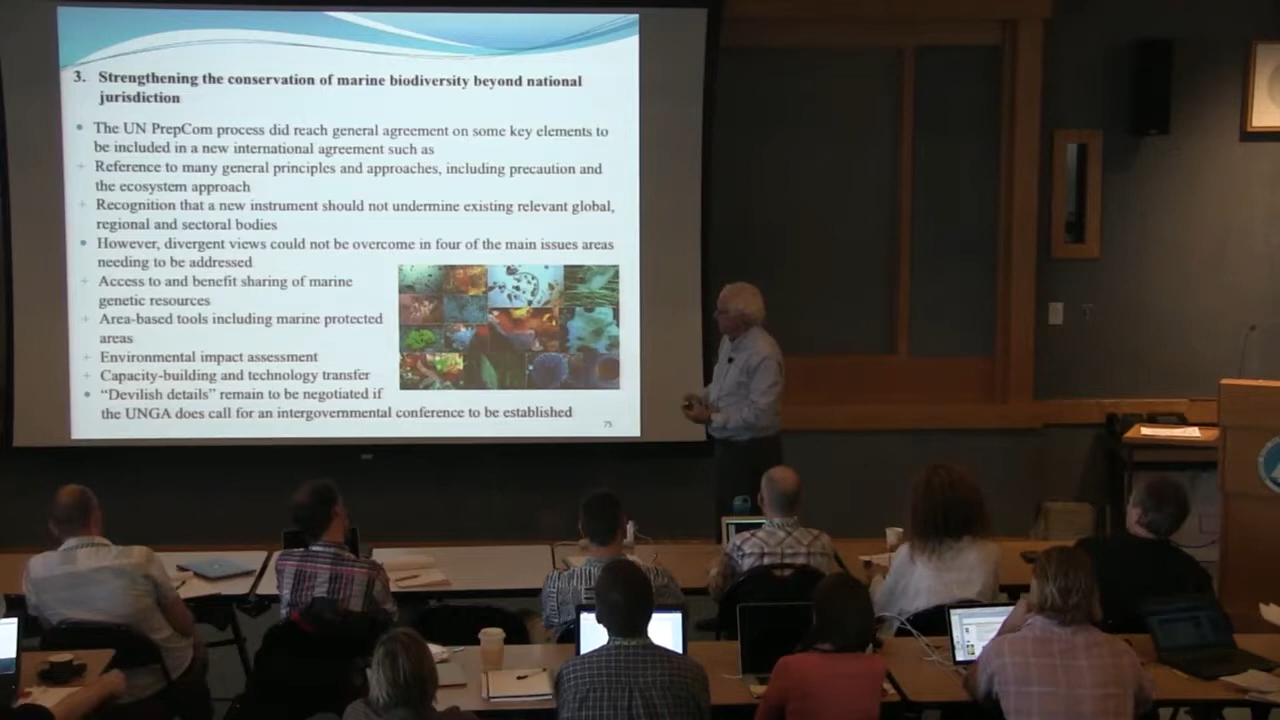 3. Strengthening the conservation of marine biodiversity beyond national
jurisdiction
• The UN PrepCom process did reach general agreement on some key elements to
be included in a new international agreement such as
+ Reference to many general principles and approaches, including precaution and
the ecosystem approach
+ Recognition that a new instrument should not undermine existing relevant global,
regional and sectoral bodies
• However, divergent views could not be overcome in four of the main issues areas
needing to be addressed
+ Access to and benefit sharing of marine
genetic resources
+ Area-based tools including marine protected
areas
+ Environmental impact assessment
+ Capacity-building and technology transfer
• “Devilish details” remain to be negotiated if
the UNGA does call for an intergovernmental conference to be established
75